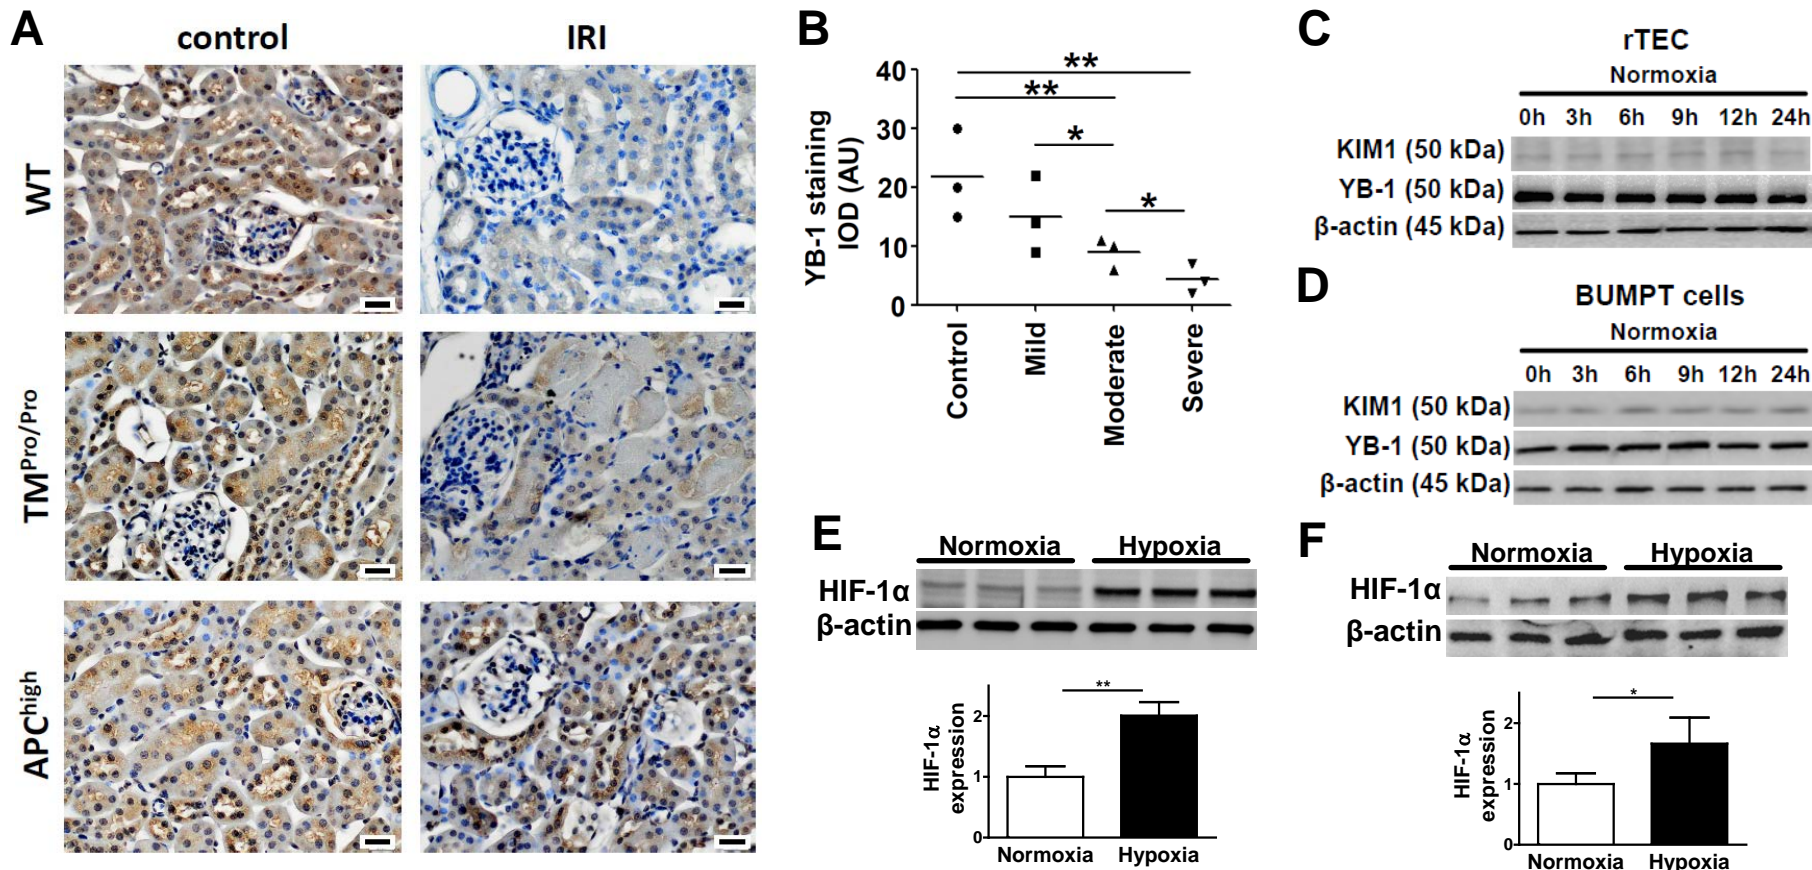 A
control
IRI
WT
TMPro/Pro
APChigh
B
YB-1 staining
IOD (AU)
40
30
20
10
0
**
**
*
*
Control
Mild
Moderate
Severe
C
rTEC
Normoxia
0h 3h 6h 9h 12h 24h
KIM1 (50 kDa)
YB-1 (50 kDa)
β-actin (45 kDa)
D
BUMPT cells
Normoxia
0h 3h 6h 9h 12h 24h
KIM1 (50 kDa)
YB-1 (50 kDa)
β-actin (45 kDa)
E
Normoxia Hypoxia
HIF-1α
β-actin
HIF-1α
expression
2
1
0
**
Normoxia Hypoxia
F
Normoxia Hypoxia
HIF-1α
β-actin
HIF-1α
expression
2
1
0
*
Normoxia Hypoxia